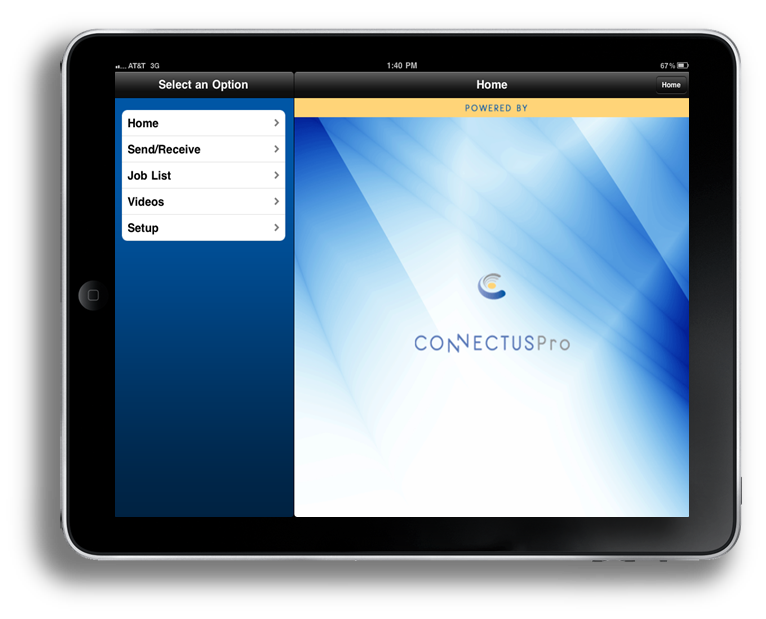 AT&T 3G 1:40 PM 67%
Select an Option
Home
Home
Home
Send/Receive
Job List
Videos
Setup
POWERED BY
CONNECTUSPro